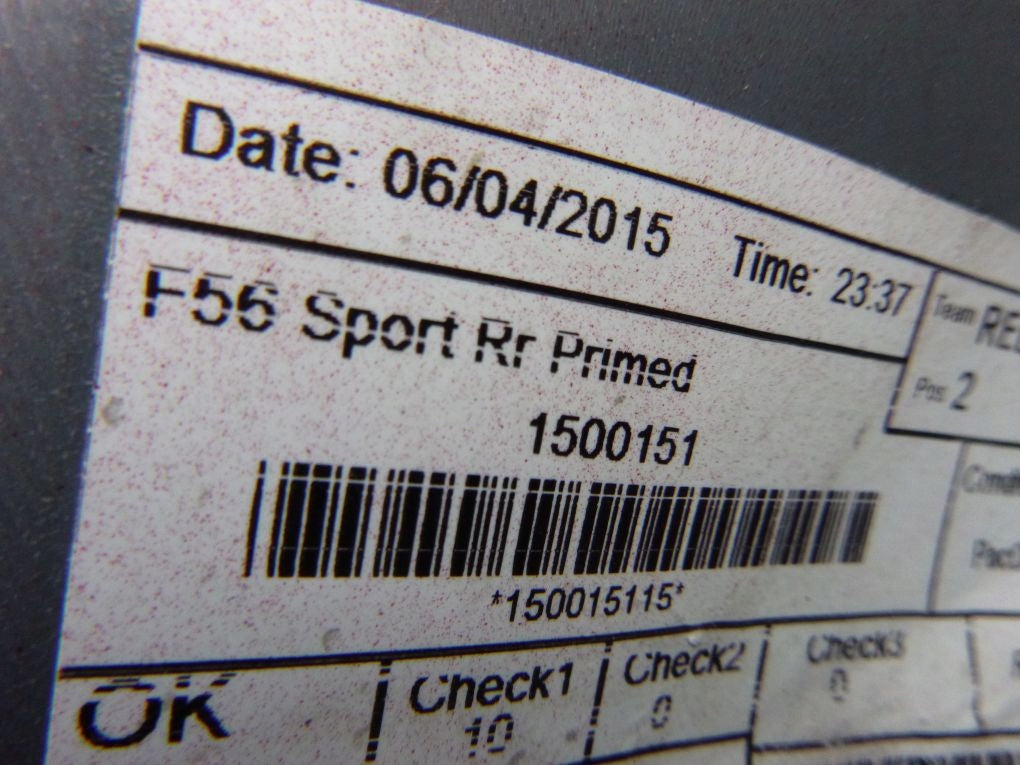 Date: 06/04/2015 Time: 23:37
Team RED
Pos: 2
F56 Sport Rr Primed
1500151
*150015115*
OK Check1 Check2 Check3
10 0 0